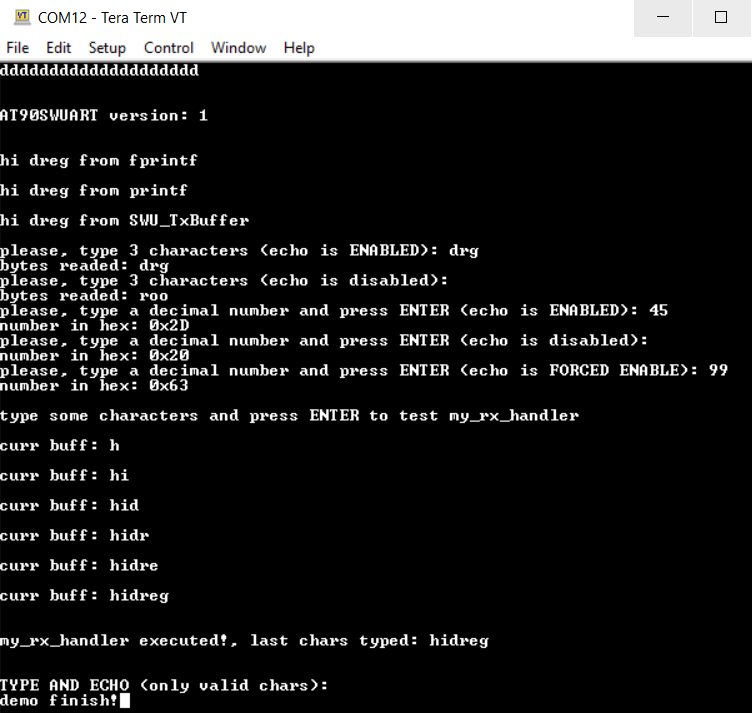 COM12 - Tera Term VT
File Edit Setup Control Window Help
dddddddddddddddddddd
AT90SWUART version: 1
hi dreg from fprintf
hi dreg from printf
hi dreg from SWU_TxBuffer
please, type 3 characters (echo is ENABLED): drg
bytes readed: drg
please, type 3 characters (echo is disabled):
bytes readed: roo
please, type a decimal number and press ENTER (echo is ENABLED): 45
number in hex: 0x2D
please, type a decimal number and press ENTER (echo is disabled):
number in hex: 0x20
please, type a decimal number and press ENTER (echo is FORCED ENABLE): 99
number in hex: 0x63
type some characters and press ENTER to test my_rx_handler
curr buff: h
curr buff: hi
curr buff: hid
curr buff: hidr
curr buff: hidre
curr buff: hidreg
my_rx_handler executed!, last chars typed: hidreg
TYPE AND ECHO (only valid chars):
demo finish!